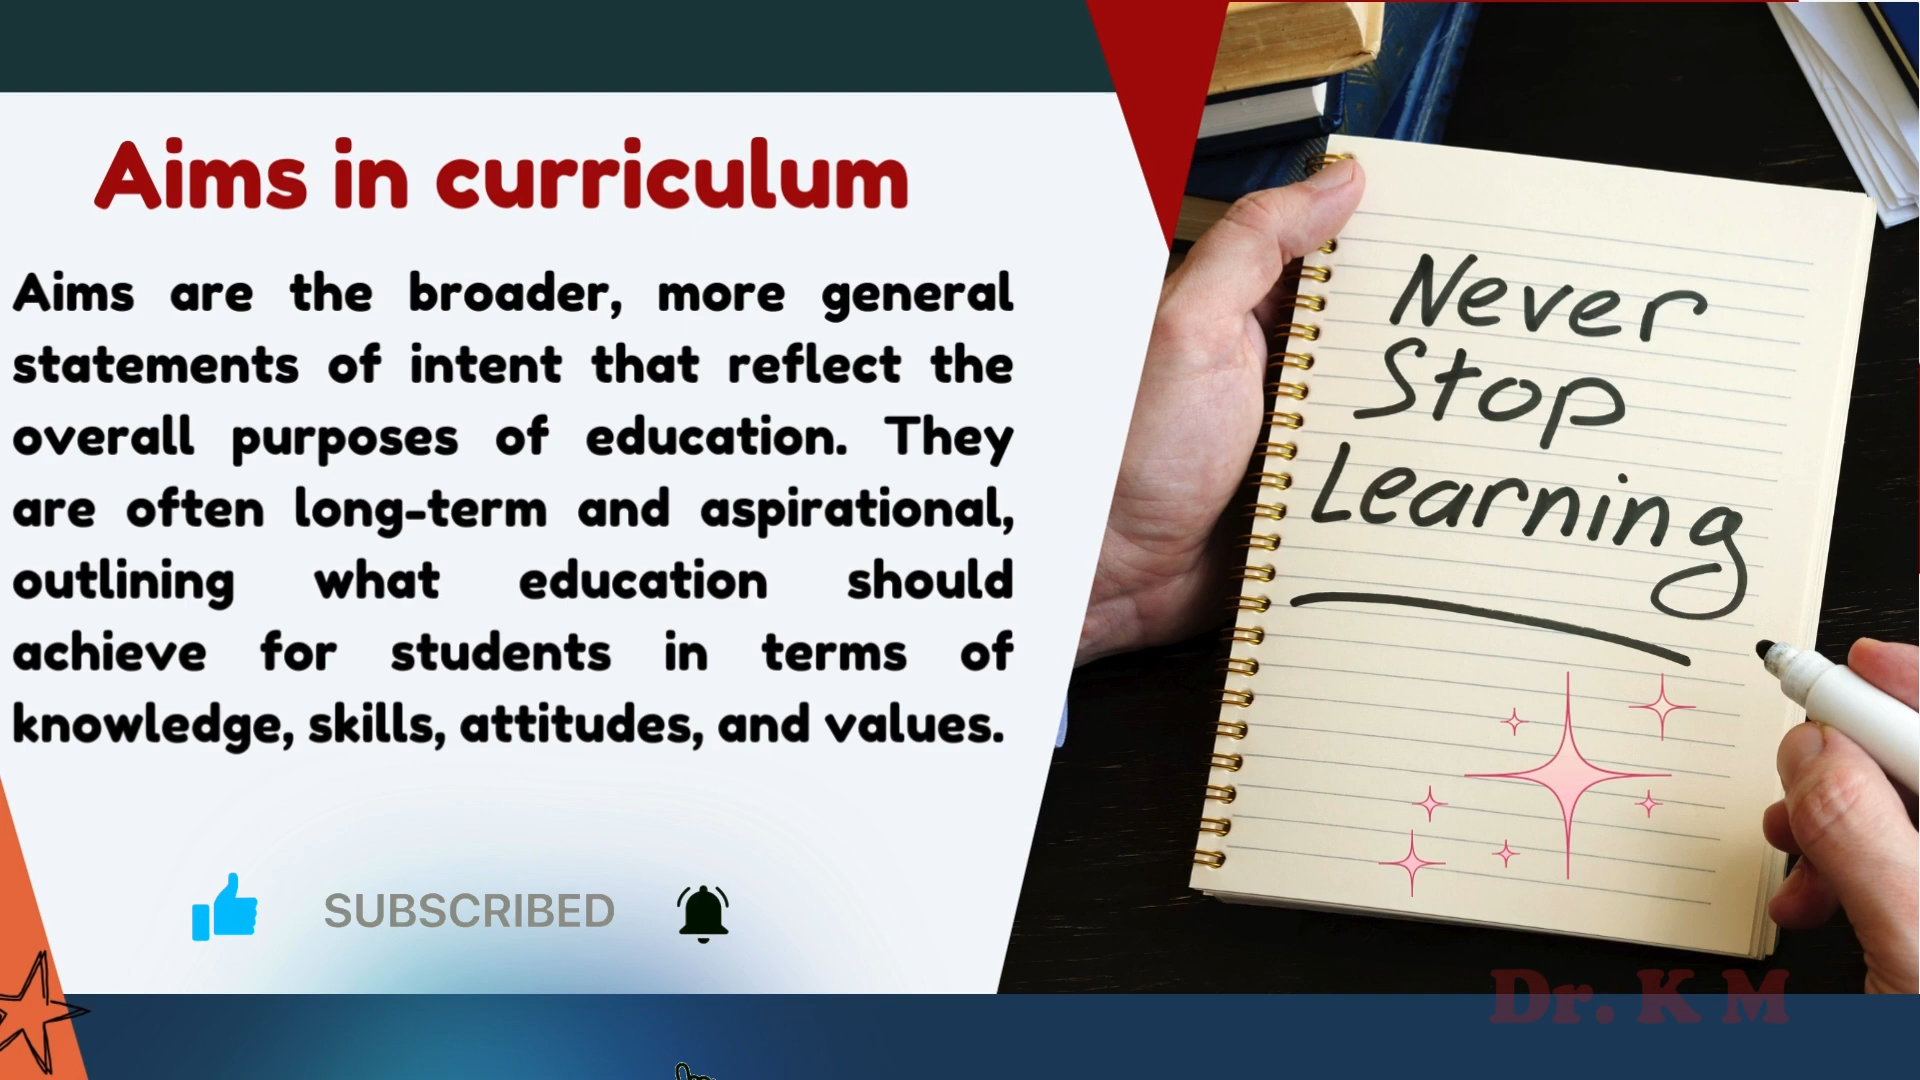 Aims in curriculum
Aims are the broader, more general
statements of intent that reflect the
overall purposes of education. They
are often long-term and aspirational,
outlining what education should
achieve for students in terms of
knowledge, skills, attitudes, and values.
SUBSCRIBED
Never
Stop
Learning
Dr. K M